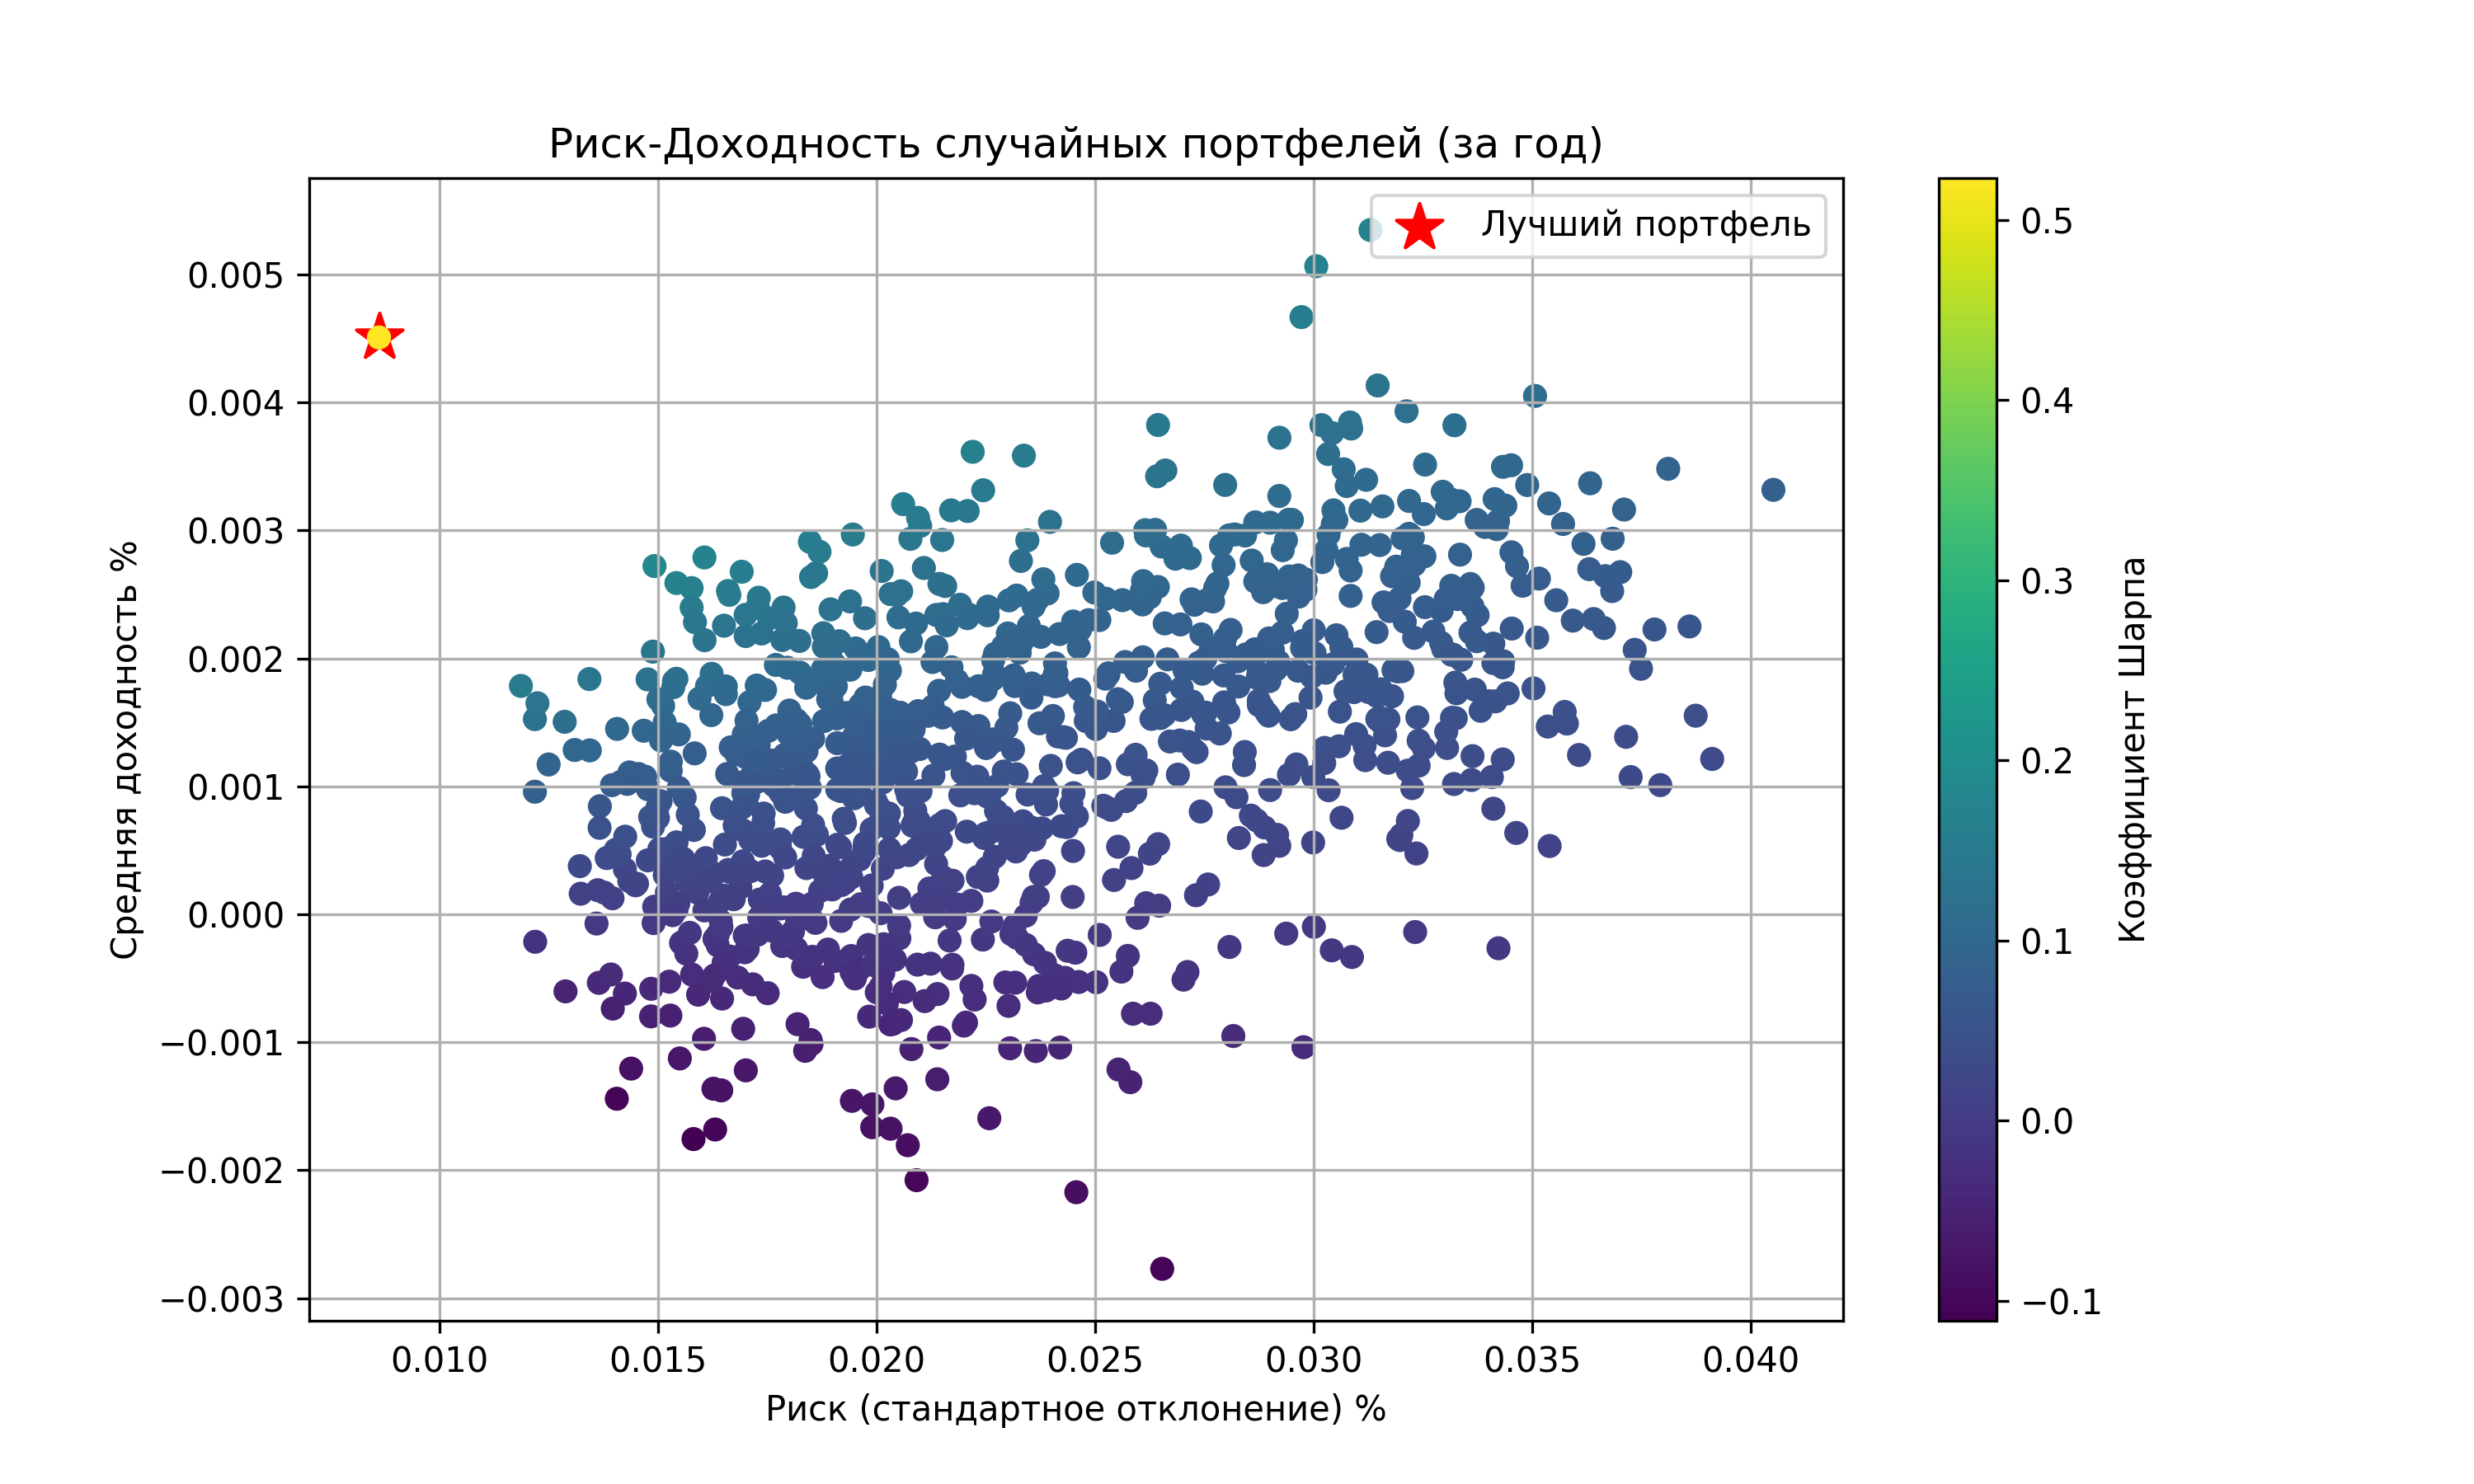 Риск-Доходность случайных портфелей (за год)
Лучший портфель
Средняя доходность %
0.005
0.004
0.003
0.002
0.001
0.000
−0.001
−0.002
−0.003
0.010 0.015 0.020 0.025 0.030 0.035 0.040
Риск (стандартное отклонение) %
0.5
0.4
0.3
0.2
0.1
0.0
−0.1
Коэффициент Шарпа